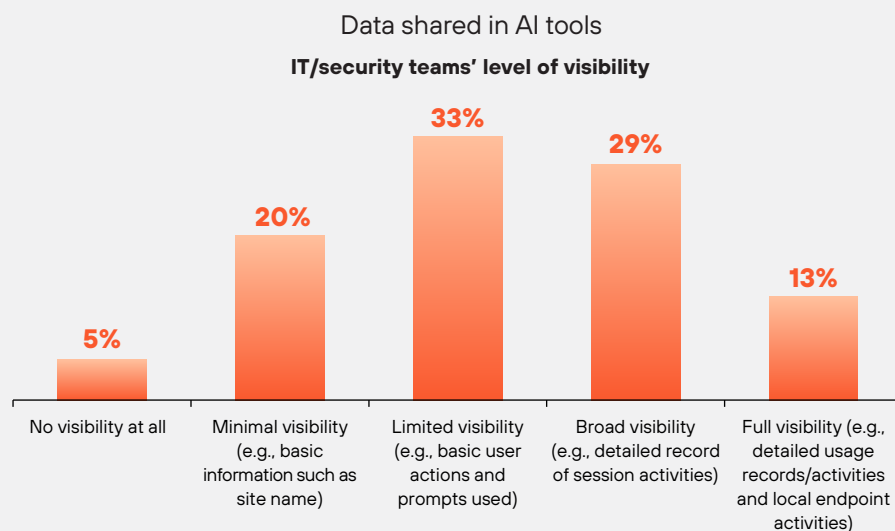 Data shared in AI tools
IT/security teams’ level of visibility
5%
20%
33%
29%
13%
No visibility at all
Minimal visibility
(e.g., basic
information such as
site name)
Limited visibility
(e.g., basic user
actions and
prompts used)
Broad visibility
(e.g., detailed record
of session activities)
Full visibility (e.g.,
detailed usage
records/activities
and local endpoint
activities)